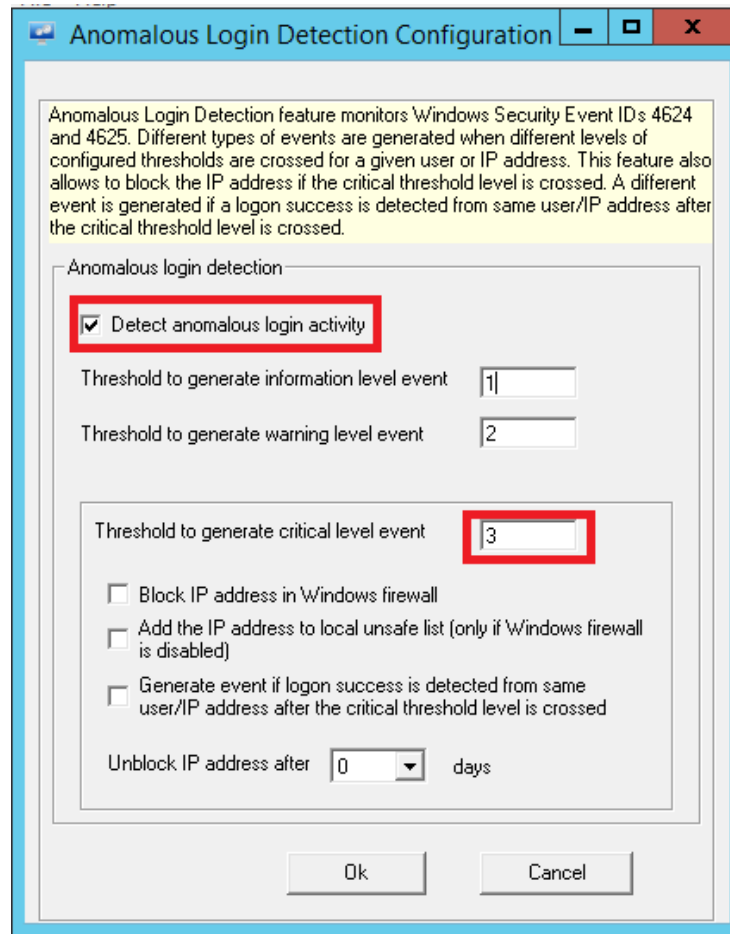 Anomalous Login Detection Configuration
Anomalous Login Detection feature monitors Windows Security Event IDs 4624
and 4625. Different types of events are generated when different levels of
configured thresholds are crossed for a given user or IP address. This feature also
allows to block the IP address if the critical threshold level is crossed. A different
event is generated if a logon success is detected from same user/IP address after
the critical threshold level is crossed.
Anomalous login detection
Detect anomalous login activity
Threshold to generate information level event 1
Threshold to generate warning level event 2
Threshold to generate critical level event 3
Block IP address in Windows firewall
Add the IP address to local unsafe list (only if Windows firewall
is disabled)
Generate event if logon success is detected from same
user/IP address after the critical threshold level is crossed
Unblock IP address after 0 days
Ok Cancel